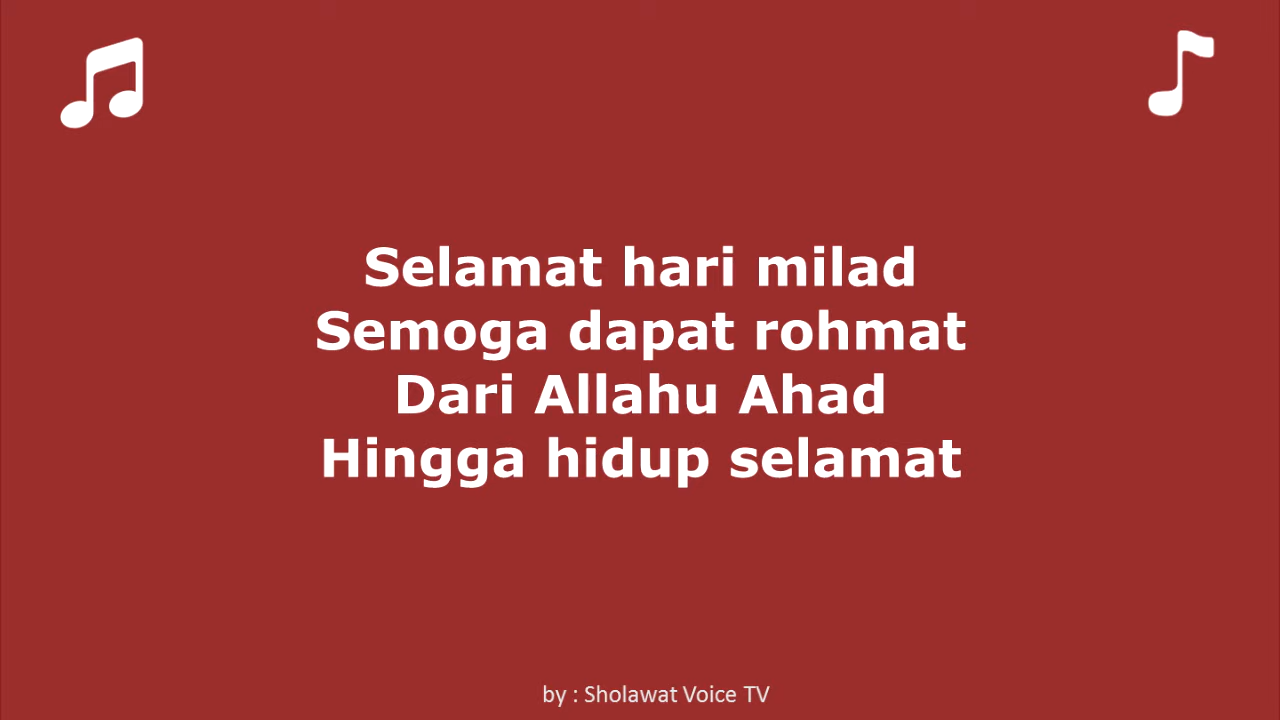 Selamat hari milad
Semoga dapat rohmat
Dari Allahu Ahad
Hingga hidup selamat
by : Sholawat Voice TV